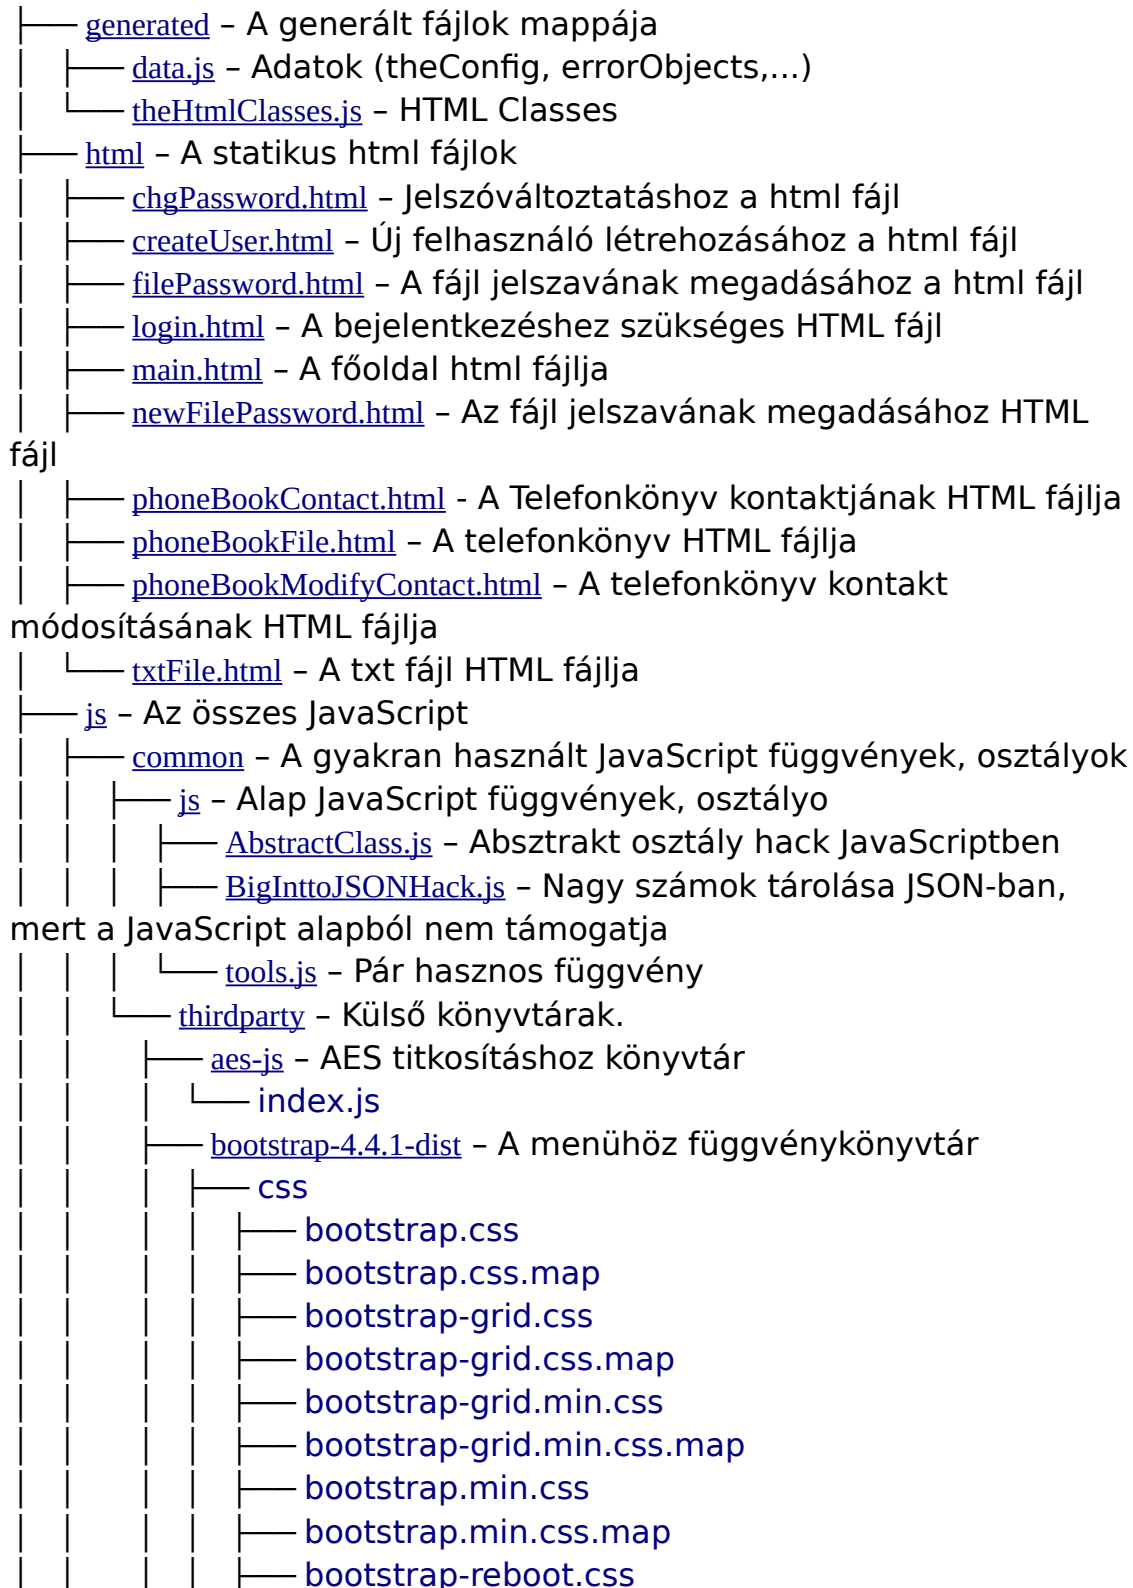 ├── generated – A generált fájlok mappája
│   ├── data.js – Adatok (theConfig, errorObjects,...)
│   └── theHtmlClasses.js – HTML Classes
├── html – A statikus html fájlok
│   ├── chgPassword.html – Jelszóváltoztatáshoz a html fájl
│   ├── createUser.html – Új felhasználó létrehozásához a html fájl
│   ├── filePassword.html – A fájl jelszavának megadásához a html fájl
│   ├── login.html – A bejelentkezéshez szükséges HTML fájl
│   ├── main.html – A főoldal html fájlja
│   ├── newFilePassword.html – Az fájl jelszavának megadásához HTML
fájl
│   ├── phoneBookContact.html - A Telefonkönyv kontaktjának HTML fájlja
│   ├── phoneBookFile.html – A telefonkönyv HTML fájlja
│   ├── phoneBookModifyContact.html – A telefonkönyv kontakt
módosításának HTML fájlja
│   └── txtFile.html – A txt fájl HTML fájlja
├── js – Az összes JavaScript
│   ├── common – A gyakran használt JavaScript függvények, osztályok
│   │   ├── js – Alap JavaScript függvények, osztályo
│   │   │   ├── AbstractClass.js – Absztrakt osztály hack JavaScriptben
│   │   │   ├── BigInttoJSONHack.js – Nagy számok tárolása JSON-ban,
mert a JavaScript alapból nem támogatja
│   │   │   └── tools.js – Pár hasznos függvény
│   │   └── thirdparty – Külső könyvtárak.
│   │       ├── aes-js – AES titkosításhoz könyvtár
│   │       │   └── index.js
│   │       ├── bootstrap-4.4.1-dist – A menühöz függvénykönyvtár
│   │       │   ├── css
│   │       │   │   ├── bootstrap.css
│   │       │   │   ├── bootstrap.css.map
│   │       │   │   ├── bootstrap-grid.css
│   │       │   │   ├── bootstrap-grid.css.map
│   │       │   │   ├── bootstrap-grid.min.css
│   │       │   │   ├── bootstrap-grid.min.css.map
│   │       │   │   ├── bootstrap.min.css
│   │       │   │   ├── bootstrap.min.css.map
│   │       │   │   ├── bootstrap-reboot.css